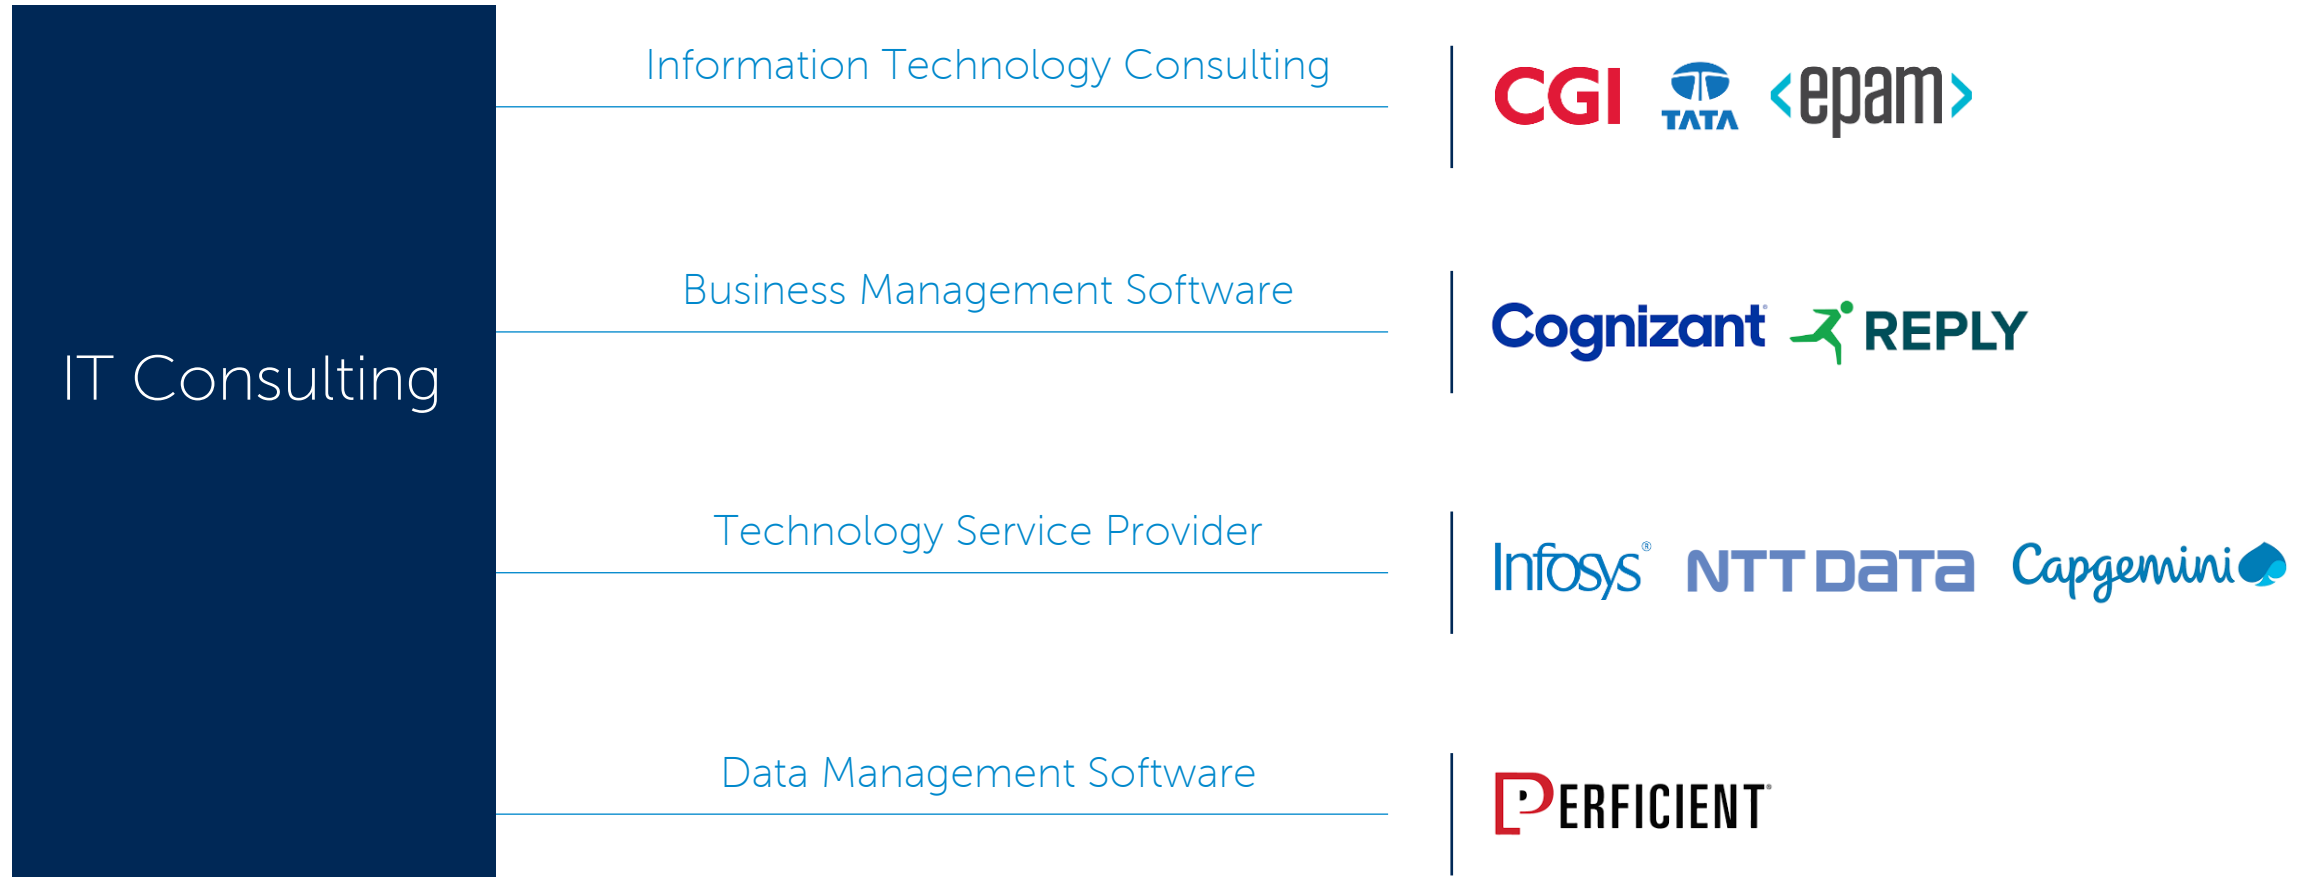 IT Consulting
Information Technology Consulting
CGI TATA <epam>
Business Management Software
Cognizant® REPLY
Technology Service Provider
Infosys® NTT DATA Capgemini
Data Management Software
PERFICIENT®